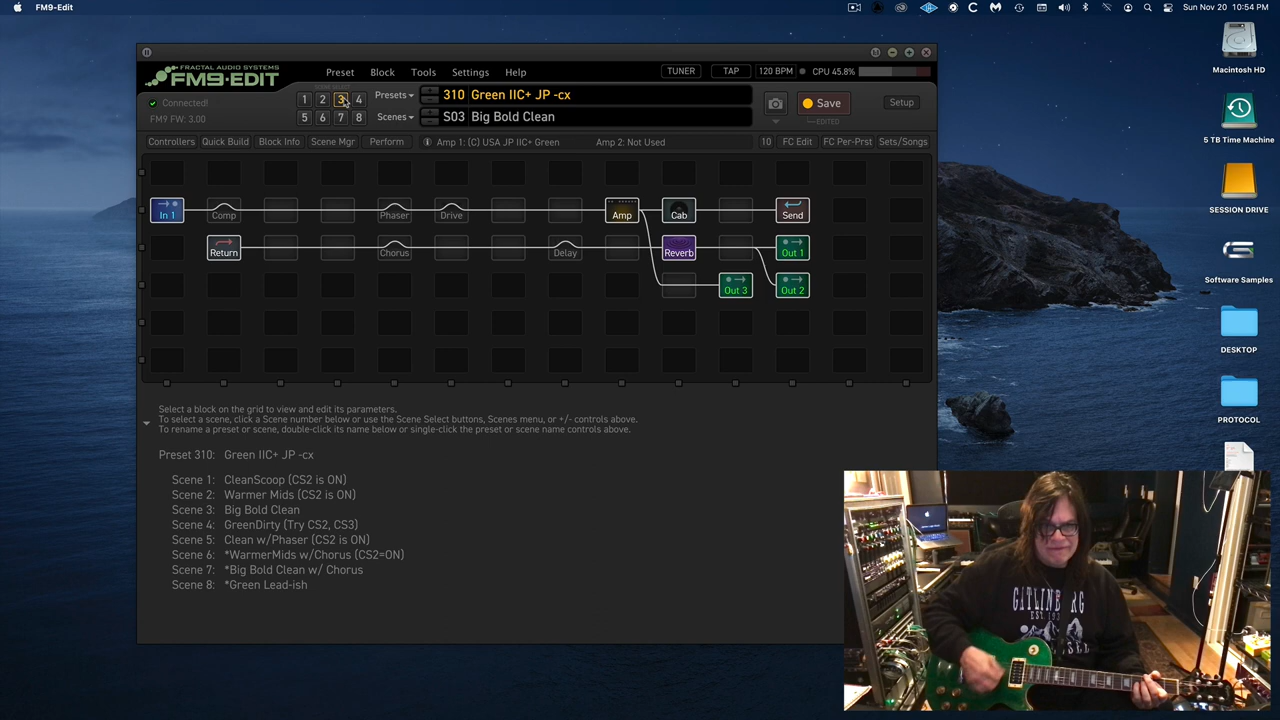 FM9-Edit
Sun Nov 20 10:54 PM
FRACTAL AUDIO SYSTEMS
FM9-EDIT
Preset Block Tools Settings Help
TUNER TAP 120 BPM CPU 45.8%
Connected!
FM9 FW: 3.00
SCENE SELECT
1 2 3 4
5 6 7 8
Presets
310 Green IIC+ JP -cx
Scenes
S03 Big Bold Clean
Save
EDITED
Setup
Controllers Quick Build Block Info Scene Mgr Perform
Amp 1: (C) USA JP IIC+ Green Amp 2: Not Used
10 FC Edit FC Per-Prst Sets/Songs
In 1 Comp Phaser Drive Amp Cab Send
Return Chorus Delay Reverb Out 1
Out 3 Out 2
Select a block on the grid to view and edit its parameters.
To select a scene, click a Scene number below or use the Scene Select buttons, Scenes menu, or +/- controls above.
To rename a preset or scene, double-click its name below or single-click the preset or scene name controls above.
Preset 310: Green IIC+ JP -cx
Scene 1: CleanScoop (CS2 is ON)
Scene 2: Warmer Mids (CS2 is ON)
Scene 3: Big Bold Clean
Scene 4: GreenDirty (Try CS2, CS3)
Scene 5: Clean w/Phaser (CS2 is ON)
Scene 6: *WarmerMids w/Chorus (CS2=ON)
Scene 7: *Big Bold Clean w/ Chorus
Scene 8: *Green Lead-ish
Macintosh HD
5 TB Time Machine
SESSION DRIVE
Software Samples
DESKTOP
PROTOCOL